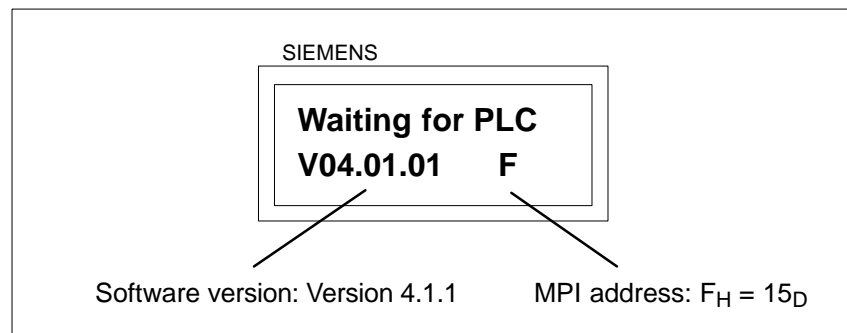 SIEMENS
Waiting for PLC
V04.01.01 F
Software version: Version 4.1.1 MPI address: FH = 15D